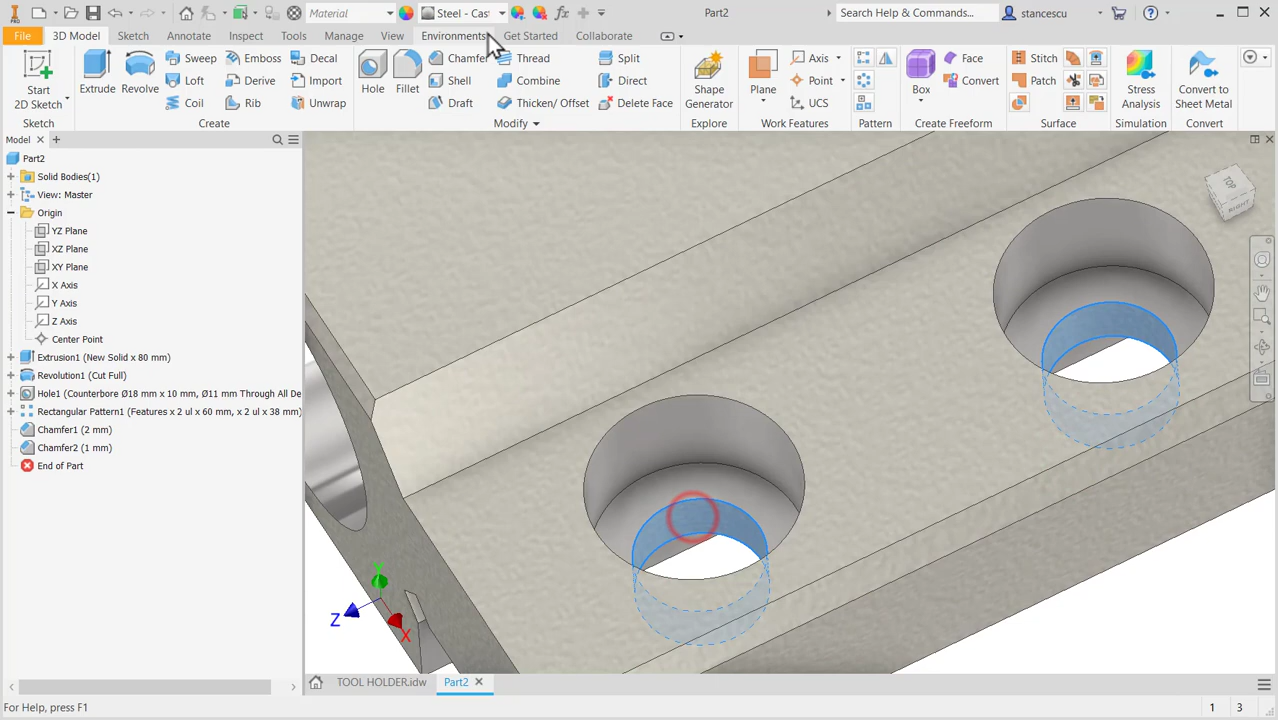 Material
Steel - Cas
Part2
Search Help & Commands...
stancescu
File
3D Model
Sketch
Annotate
Inspect
Tools
Manage
View
Environments
Get Started
Collaborate
Start
2D Sketch
Extrude
Revolve
Sweep
Emboss
Decal
Loft
Derive
Import
Coil
Rib
Unwrap
Hole
Fillet
Chamfer
Thread
Split
Shell
Combine
Direct
Draft
Thicken/ Offset
Delete Face
Shape
Generator
Plane
Axis
Point
UCS
Box
Face
Convert
Stitch
Patch
Stress
Analysis
Convert to
Sheet Metal
Sketch
Create
Modify
Explore
Work Features
Pattern
Create Freeform
Surface
Simulation
Convert
Model
Part2
Solid Bodies(1)
View: Master
Origin
YZ Plane
XZ Plane
XY Plane
X Axis
Y Axis
Z Axis
Center Point
Extrusion1 (New Solid x 80 mm)
Revolution1 (Cut Full)
Hole1 (Counterbore Ø18 mm x 10 mm, Ø11 mm Through All De
Rectangular Pattern1 (Features x 2 ul x 60 mm, x 2 ul x 38 mm)
Chamfer1 (2 mm)
Chamfer2 (1 mm)
End of Part
TOP
RIGHT
Y
Z
X
TOOL HOLDER.idw
Part2
For Help, press F1
1
3